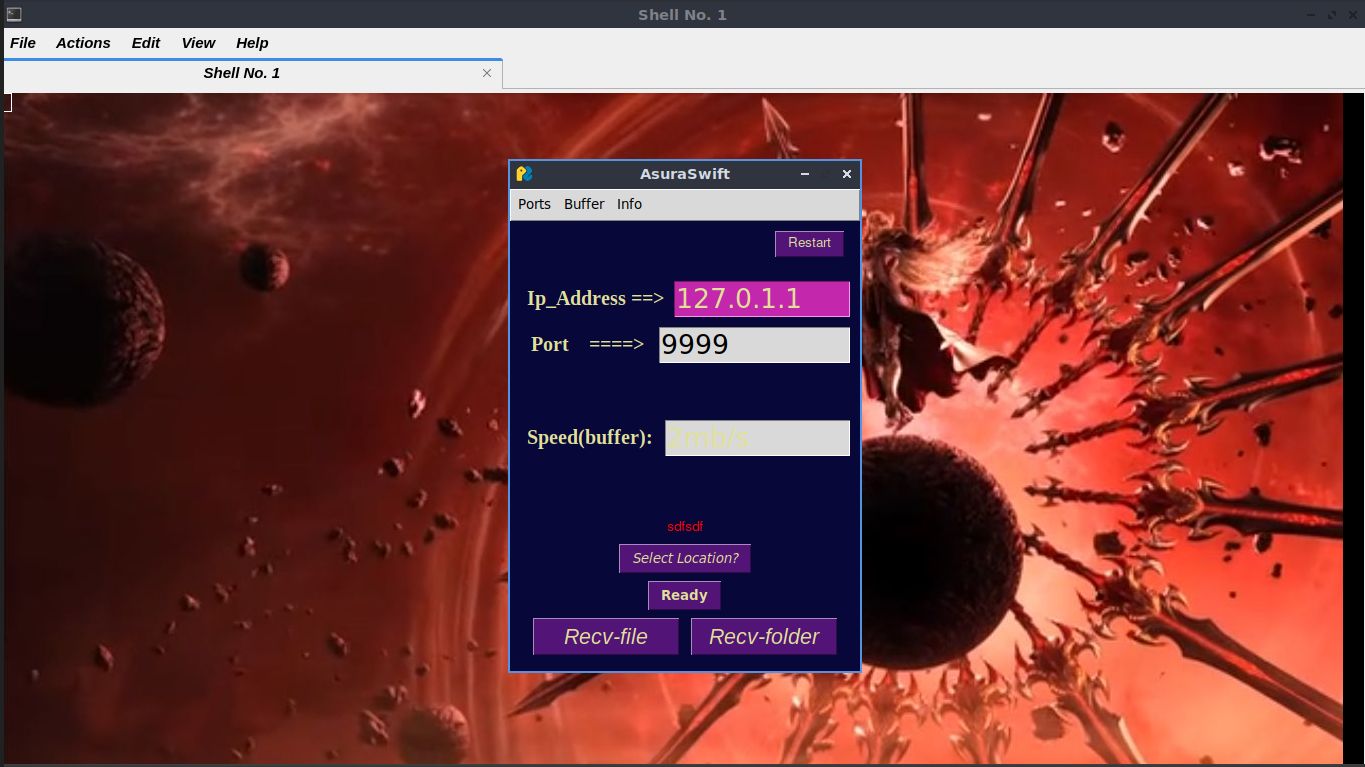 Shell No. 1
File Actions Edit View Help
Shell No. 1
AsuraSwift
Ports Buffer Info
Restart
Ip_Address ==> 127.0.1.1
Port ====> 9999
Speed(buffer): 2mb/s
sdfsdf
Select Location?
Ready
Recv-file Recv-folder